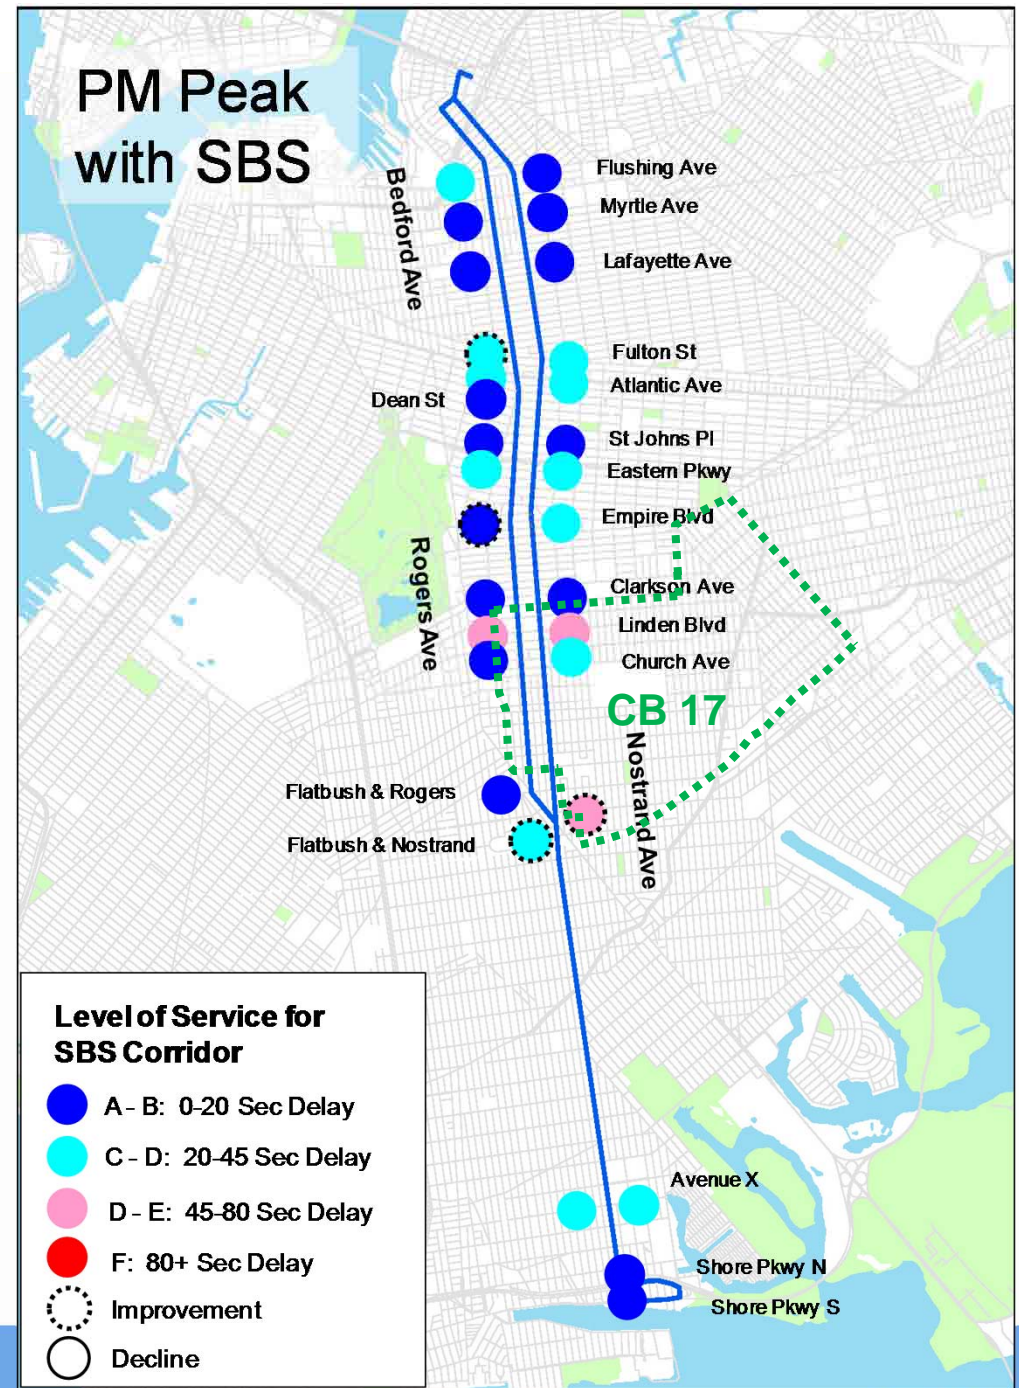 PM Peak
with SBS
Bedford Ave
Flushing Ave
Myrtle Ave
Lafayette Ave
Fulton St
Atlantic Ave
Dean St
St Johns Pl
Eastern Pkwy
Empire Blvd
Rogers Ave
Clarkson Ave
Linden Blvd
Church Ave
CB 17
Nostrand Ave
Flatbush & Rogers
Flatbush & Nostrand
Level of Service for
SBS Corridor
A - B: 0-20 Sec Delay
C - D: 20-45 Sec Delay
D - E: 45-80 Sec Delay
F: 80+ Sec Delay
Improvement
Decline
Avenue X
Shore Pkwy N
Shore Pkwy S